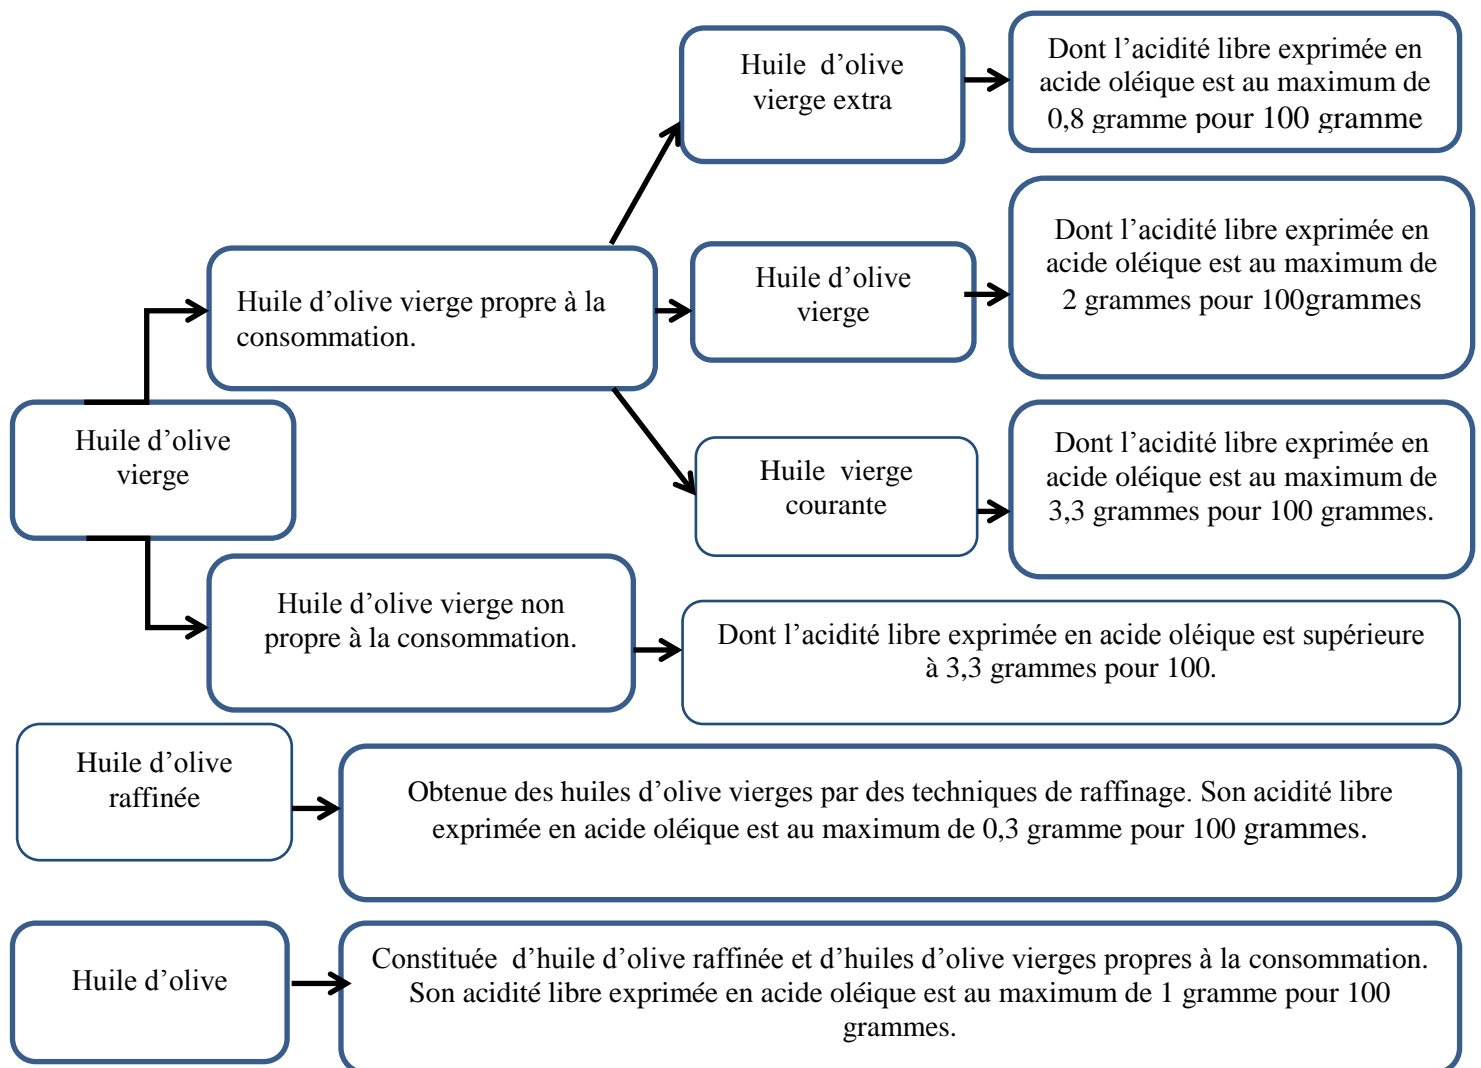 Huile d’olive
vierge extra
Dont l’acidité libre exprimée en
acide oléique est au maximum de
0,8 gramme pour 100 gramme
Huile d’olive vierge propre à la
consommation.
Huile d’olive
vierge
Dont l’acidité libre exprimée en
acide oléique est au maximum de
2 grammes pour 100grammes
Huile d’olive
vierge
Huile vierge
courante
Dont l’acidité libre exprimée en
acide oléique est au maximum de
3,3 grammes pour 100 grammes.
Huile d’olive vierge non
propre à la consommation.
Dont l’acidité libre exprimée en acide oléique est supérieure
à 3,3 grammes pour 100.
Huile d’olive
raffinée
Obtenue des huiles d’olive vierges par des techniques de raffinage. Son acidité libre
exprimée en acide oléique est au maximum de 0,3 gramme pour 100 grammes.
Huile d’olive
Constituée d’huile d’olive raffinée et d’huiles d’olive vierges propres à la consommation.
Son acidité libre exprimée en acide oléique est au maximum de 1 gramme pour 100
grammes.